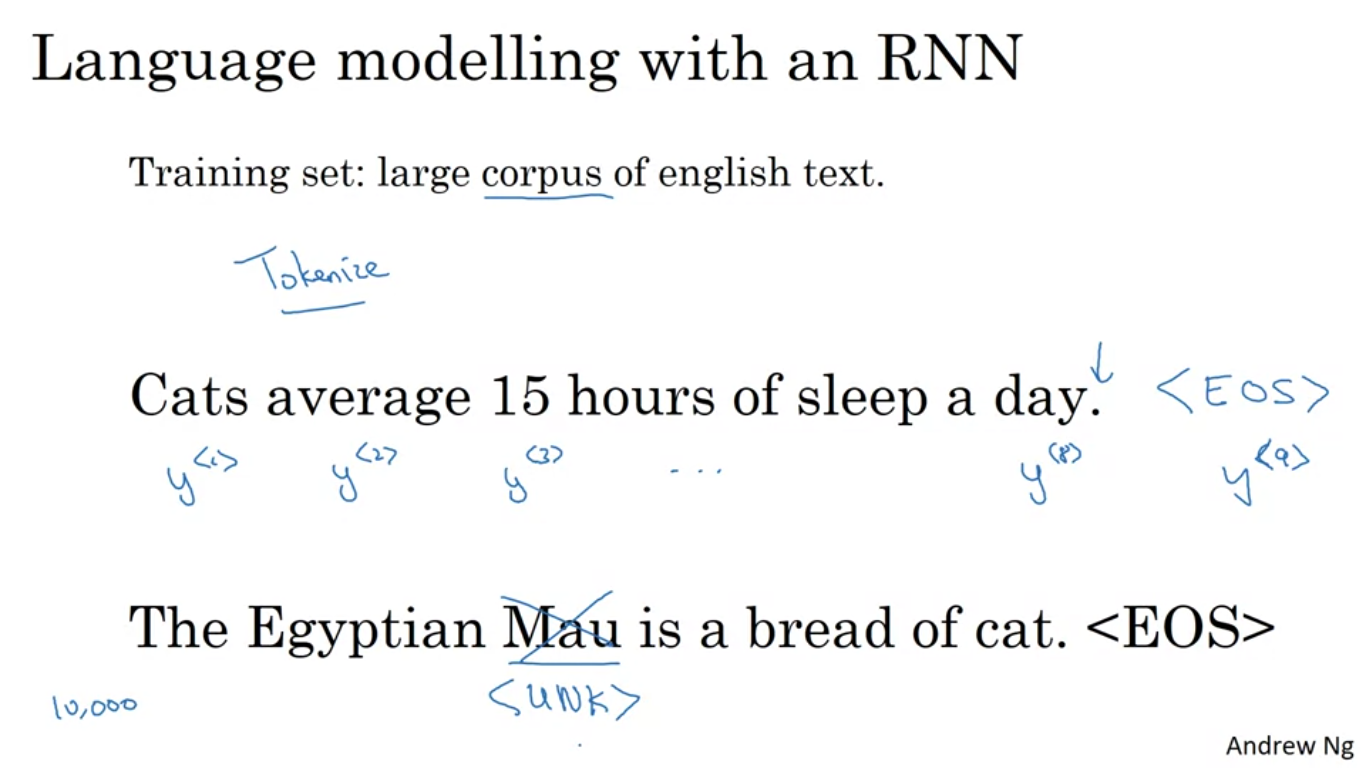 Language modelling with an RNN
Training set: large corpus of english text.
Tokenize
Cats average 15 hours of sleep a day. <EOS>
y<1> y<2> y<3> ... y<8> y<9>
The Egyptian Mau is a bread of cat. <EOS>
10,000 <UNK>
Andrew Ng